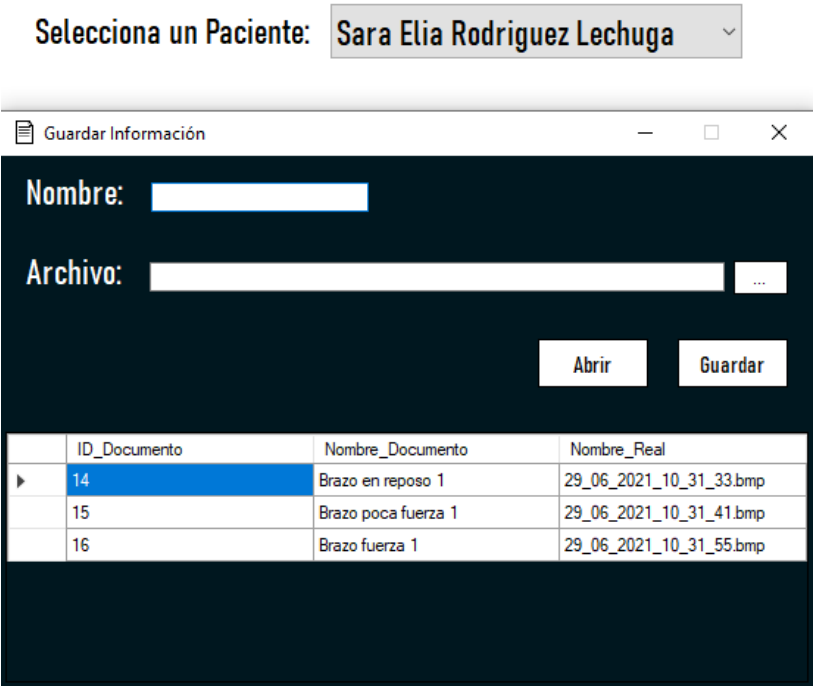 Selecciona un Paciente: Sara Elia Rodriguez Lechuga
Guardar Información
Nombre:
Archivo: ...
Abrir Guardar
ID_Documento Nombre_Documento Nombre_Real
14 Brazo en reposo 1 29_06_2021_10_31_33.bmp
15 Brazo poca fuerza 1 29_06_2021_10_31_41.bmp
16 Brazo fuerza 1 29_06_2021_10_31_55.bmp